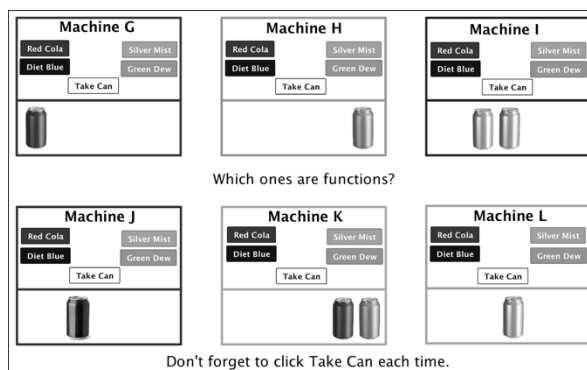 Machine G
Red Cola Silver Mist
Diet Blue Green Dew
Take Can
Machine H
Red Cola Silver Mist
Diet Blue Green Dew
Take Can
Machine I
Red Cola Silver Mist
Diet Blue Green Dew
Take Can
Which ones are functions?
Machine J
Red Cola Silver Mist
Diet Blue Green Dew
Take Can
Machine K
Red Cola Silver Mist
Diet Blue Green Dew
Take Can
Machine L
Red Cola Silver Mist
Diet Blue Green Dew
Take Can
Don't forget to click Take Can each time.